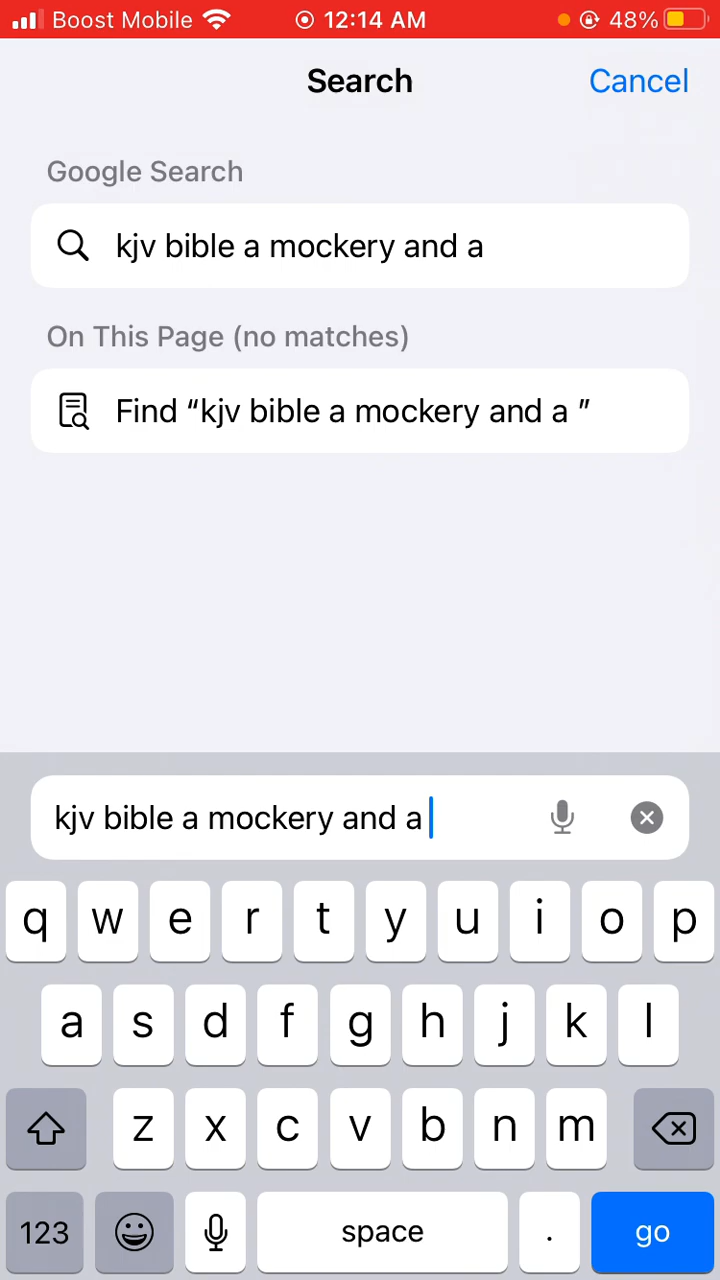 Boost Mobile 12:14 AM 48%
Search Cancel
Google Search
kjv bible a mockery and a
On This Page (no matches)
Find “kjv bible a mockery and a ”
kjv bible a mockery and a
q w e r t y u i o p
a s d f g h j k l
z x c v b n m
123 space . go